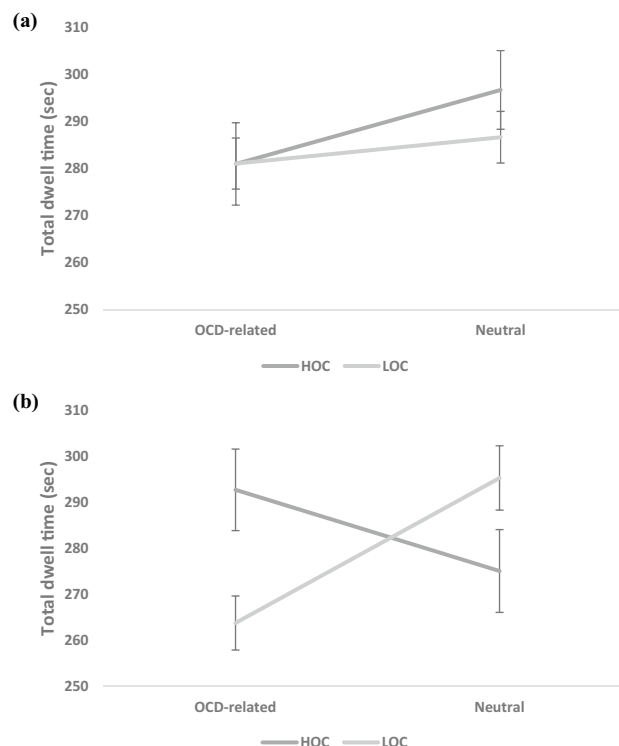 (a)
Total dwell time (sec)
310
300
290
280
270
260
250
OCD-related
Neutral
HOC LOC
(b)
Total dwell time (sec)
310
300
290
280
270
260
250
OCD-related
Neutral
HOC LOC